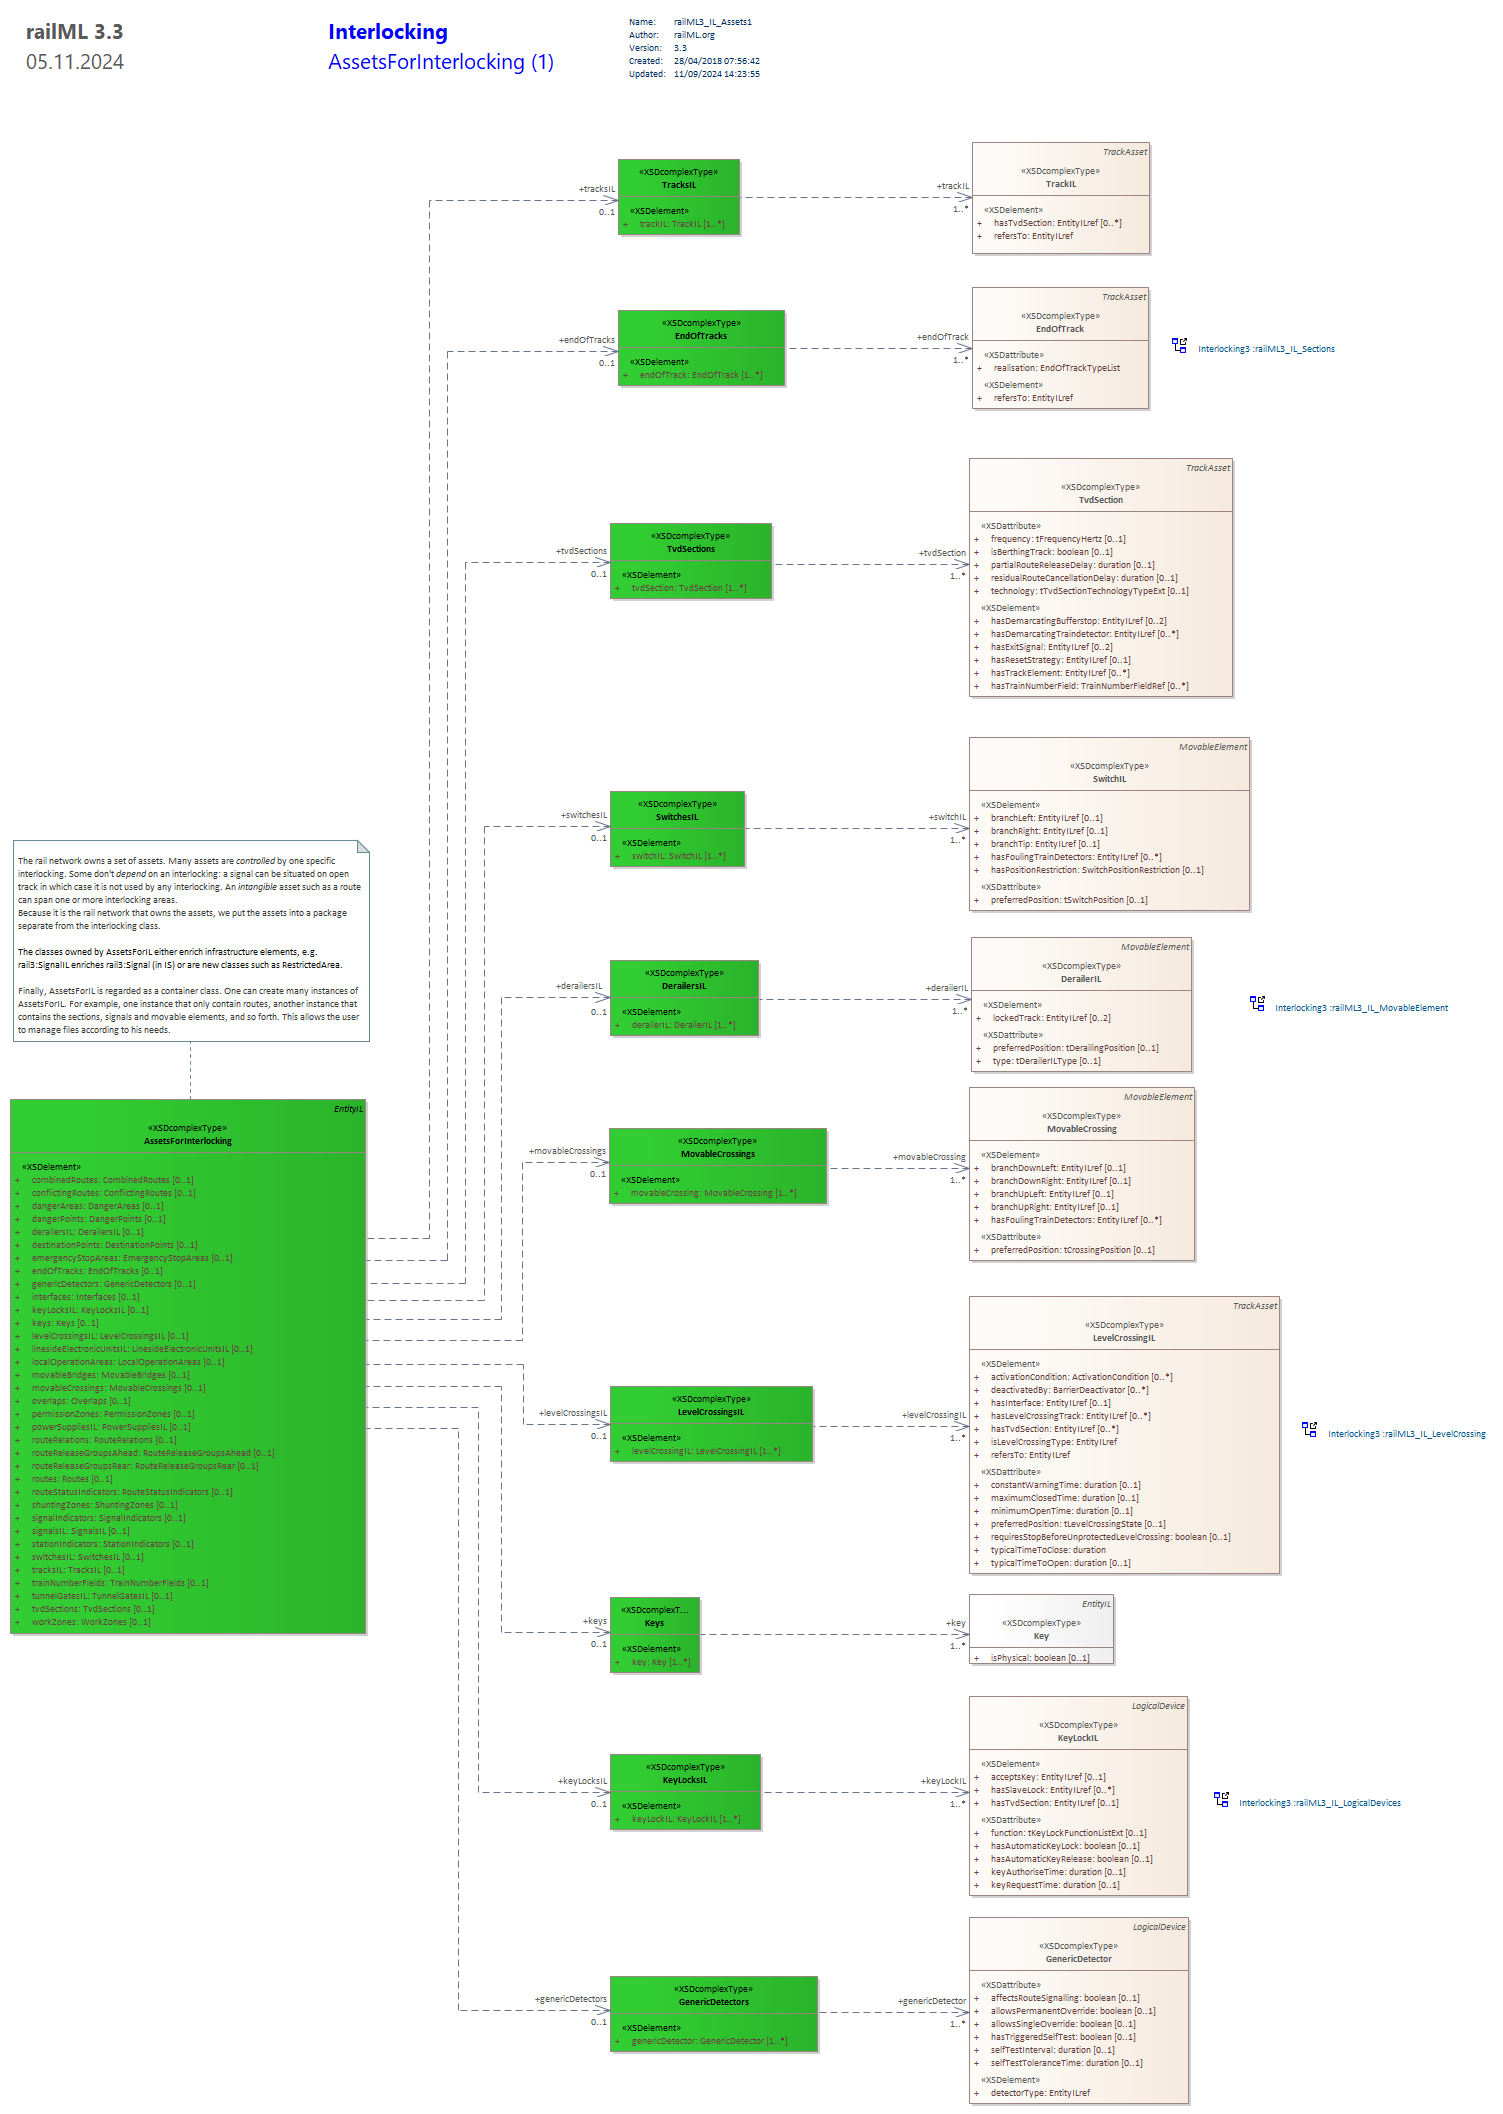 railML 3.3
05.11.2024
Interlocking
AssetsForInterlocking (1)
Name: railML3_IL_Assets1
Author: railML.org
Version: 3.3
Created: 28/04/2018 07:56:42
Updated: 11/09/2024 14:23:55
+tracksIL
0..1
«XSDcomplexType»
TracksIL
«XSDelement»
+ trackIL: TrackIL [1..*]
+trackIL
1..*
TrackAsset
«XSDcomplexType»
TrackIL
«XSDelement»
+ hasTvdSection: EntityILref [0..*]
+ refersTo: EntityILref
+endOfTracks
0..1
«XSDcomplexType»
EndOfTracks
«XSDelement»
+ endOfTrack: EndOfTrack [1..*]
+endOfTrack
1..*
TrackAsset
«XSDcomplexType»
EndOfTrack
«XSDattribute»
+ realisation: EndOfTrackTypeList
«XSDelement»
+ refersTo: EntityILref
Interlocking3 :railML3_IL_Sections
+tvdSections
0..1
«XSDcomplexType»
TvdSections
«XSDelement»
+ tvdSection: TvdSection [1..*]
+tvdSection
1..*
TrackAsset
«XSDcomplexType»
TvdSection
«XSDattribute»
+ frequency: tFrequencyHertz [0..1]
+ isBerthingTrack: boolean [0..1]
+ partialRouteReleaseDelay: duration [0..1]
+ residualRouteCancellationDelay: duration [0..1]
+ technology: tTvdSectionTechnologyTypeExt [0..1]
«XSDelement»
+ hasDemarcatingBufferstop: EntityILref [0..2]
+ hasDemarcatingTraindetector: EntityILref [0..*]
+ hasExitSignal: EntityILref [0..2]
+ hasResetStrategy: EntityILref [0..1]
+ hasTrackElement: EntityILref [0..*]
+ hasTrainNumberField: TrainNumberFieldRef [0..*]
+switchesIL
0..1
«XSDcomplexType»
SwitchesIL
«XSDelement»
+ switchIL: SwitchIL [1..*]
+switchIL
1..*
MovableElement
«XSDcomplexType»
SwitchIL
«XSDelement»
+ branchLeft: EntityILref [0..1]
+ branchRight: EntityILref [0..1]
+ branchTip: EntityILref [0..1]
+ hasFoulingTrainDetectors: EntityILref [0..*]
+ hasPositionRestriction: SwitchPositionRestriction [0..1]
«XSDattribute»
+ preferredPosition: tSwitchPosition [0..1]
The rail network owns a set of assets. Many assets are controlled by one specific
interlocking. Some don't depend on an interlocking: a signal can be situated on open
track in which case it is not used by any interlocking. An intangible asset such as a route
can span one or more interlocking areas.
Because it is the rail network that owns the assets, we put the assets into a package
separate from the interlocking class.
The classes owned by AssetsForIL either enrich infrastructure elements, e.g.
rail3:SignalIL enriches rail3:Signal (in IS) or are new classes such as RestrictedArea.
Finally, AssetsForIL is regarded as a container class. One can create many instances of
AssetsForIL. For example, one instance that only contain routes, another instance that
contains the sections, signals and movable elements, and so forth. This allows the user
to manage files according to his needs.
+derailersIL
0..1
«XSDcomplexType»
DerailersIL
«XSDelement»
+ derailerIL: DerailerIL [1..*]
+derailerIL
1..*
MovableElement
«XSDcomplexType»
DerailerIL
«XSDelement»
+ lockedTrack: EntityILref [0..2]
«XSDattribute»
+ preferredPosition: tDerailingPosition [0..1]
+ type: tDerailerILType [0..1]
Interlocking3 :railML3_IL_MovableElement
EntityIL
«XSDcomplexType»
AssetsForInterlocking
«XSDelement»
+ combinedRoutes: CombinedRoutes [0..1]
+ conflictingRoutes: ConflictingRoutes [0..1]
+ dangerAreas: DangerAreas [0..1]
+ dangerPoints: DangerPoints [0..1]
+ derailersIL: DerailersIL [0..1]
+ destinationPoints: DestinationPoints [0..1]
+ emergencyStopAreas: EmergencyStopAreas [0..1]
+ endOfTracks: EndOfTracks [0..1]
+ genericDetectors: GenericDetectors [0..1]
+ interfaces: Interfaces [0..1]
+ keyLocksIL: KeyLocksIL [0..1]
+ keys: Keys [0..1]
+ levelCrossingsIL: LevelCrossingsIL [0..1]
+ linesideElectronicUnitsIL: LinesideElectronicUnitsIL [0..1]
+ localOperationAreas: LocalOperationAreas [0..1]
+ movableBridges: MovableBridges [0..1]
+ movableCrossings: MovableCrossings [0..1]
+ overlaps: Overlaps [0..1]
+ permissionZones: PermissionZones [0..1]
+ powerSuppliesIL: PowerSuppliesIL [0..1]
+ routeRelations: RouteRelations [0..1]
+ routeReleaseGroupsAhead: RouteReleaseGroupsAhead [0..1]
+ routeReleaseGroupsRear: RouteReleaseGroupsRear [0..1]
+ routes: Routes [0..1]
+ routeStatusIndicators: RouteStatusIndicators [0..1]
+ shuntingZones: ShuntingZones [0..1]
+ signalIndicators: SignalIndicators [0..1]
+ signalsIL: SignalsIL [0..1]
+ stationIndicators: StationIndicators [0..1]
+ switchesIL: SwitchesIL [0..1]
+ tracksIL: TracksIL [0..1]
+ trainNumberFields: TrainNumberFields [0..1]
+ tunnelGatesIL: TunnelGatesIL [0..1]
+ tvdSections: TvdSections [0..1]
+ workZones: WorkZones [0..1]
+movableCrossings
0..1
«XSDcomplexType»
MovableCrossings
«XSDelement»
+ movableCrossing: MovableCrossing [1..*]
+movableCrossing
1..*
MovableElement
«XSDcomplexType»
MovableCrossing
«XSDelement»
+ branchDownLeft: EntityILref [0..1]
+ branchDownRight: EntityILref [0..1]
+ branchUpLeft: EntityILref [0..1]
+ branchUpRight: EntityILref [0..1]
+ hasFoulingTrainDetectors: EntityILref [0..*]
«XSDattribute»
+ preferredPosition: tCrossingPosition [0..1]
+levelCrossingsIL
0..1
«XSDcomplexType»
LevelCrossingsIL
«XSDelement»
+ levelCrossingIL: LevelCrossingIL [1..*]
+levelCrossingIL
1..*
TrackAsset
«XSDcomplexType»
LevelCrossingIL
«XSDelement»
+ activationCondition: ActivationCondition [0..*]
+ deactivatedBy: BarrierDeactivator [0..*]
+ hasInterface: EntityILref [0..1]
+ hasLevelCrossingTrack: EntityILref [0..*]
+ hasTvdSection: EntityILref [0..*]
+ isLevelCrossingType: EntityILref
+ refersTo: EntityILref
«XSDattribute»
+ constantWarningTime: duration [0..1]
+ maximumClosedTime: duration [0..1]
+ minimumOpenTime: duration [0..1]
+ preferredPosition: tLevelCrossingState [0..1]
+ requiresStopBeforeUnprotectedLevelCrossing: boolean [0..1]
+ typicalTimeToClose: duration
+ typicalTimeToOpen: duration [0..1]
Interlocking3 :railML3_IL_LevelCrossing
+keys
0..1
«XSDcomplexT...
Keys
«XSDelement»
+ key: Key [1..*]
+key
1..*
EntityIL
«XSDcomplexType»
Key
+ isPhysical: boolean [0..1]
+keyLocksIL
0..1
«XSDcomplexType»
KeyLocksIL
«XSDelement»
+ keyLockIL: KeyLockIL [1..*]
+keyLockIL
1..*
LogicalDevice
«XSDcomplexType»
KeyLockIL
«XSDelement»
+ acceptsKey: EntityILref [0..1]
+ hasSlaveLock: EntityILref [0..*]
+ hasTvdSection: EntityILref [0..1]
«XSDattribute»
+ function: tKeyLockFunctionListExt [0..1]
+ hasAutomaticKeyLock: boolean [0..1]
+ hasAutomaticKeyRelease: boolean [0..1]
+ keyAuthoriseTime: duration [0..1]
+ keyRequestTime: duration [0..1]
Interlocking3 :railML3_IL_LogicalDevices
+genericDetectors
0..1
«XSDcomplexType»
GenericDetectors
«XSDelement»
+ genericDetector: GenericDetector [1..*]
+genericDetector
1..*
LogicalDevice
«XSDcomplexType»
GenericDetector
«XSDattribute»
+ affectsRouteSignalling: boolean [0..1]
+ allowsPermanentOverride: boolean [0..1]
+ allowsSingleOverride: boolean [0..1]
+ hasTriggeredSelfTest: boolean [0..1]
+ selfTestInterval: duration [0..1]
+ selfTestToleranceTime: duration [0..1]
«XSDelement»
+ detectorType: EntityILref